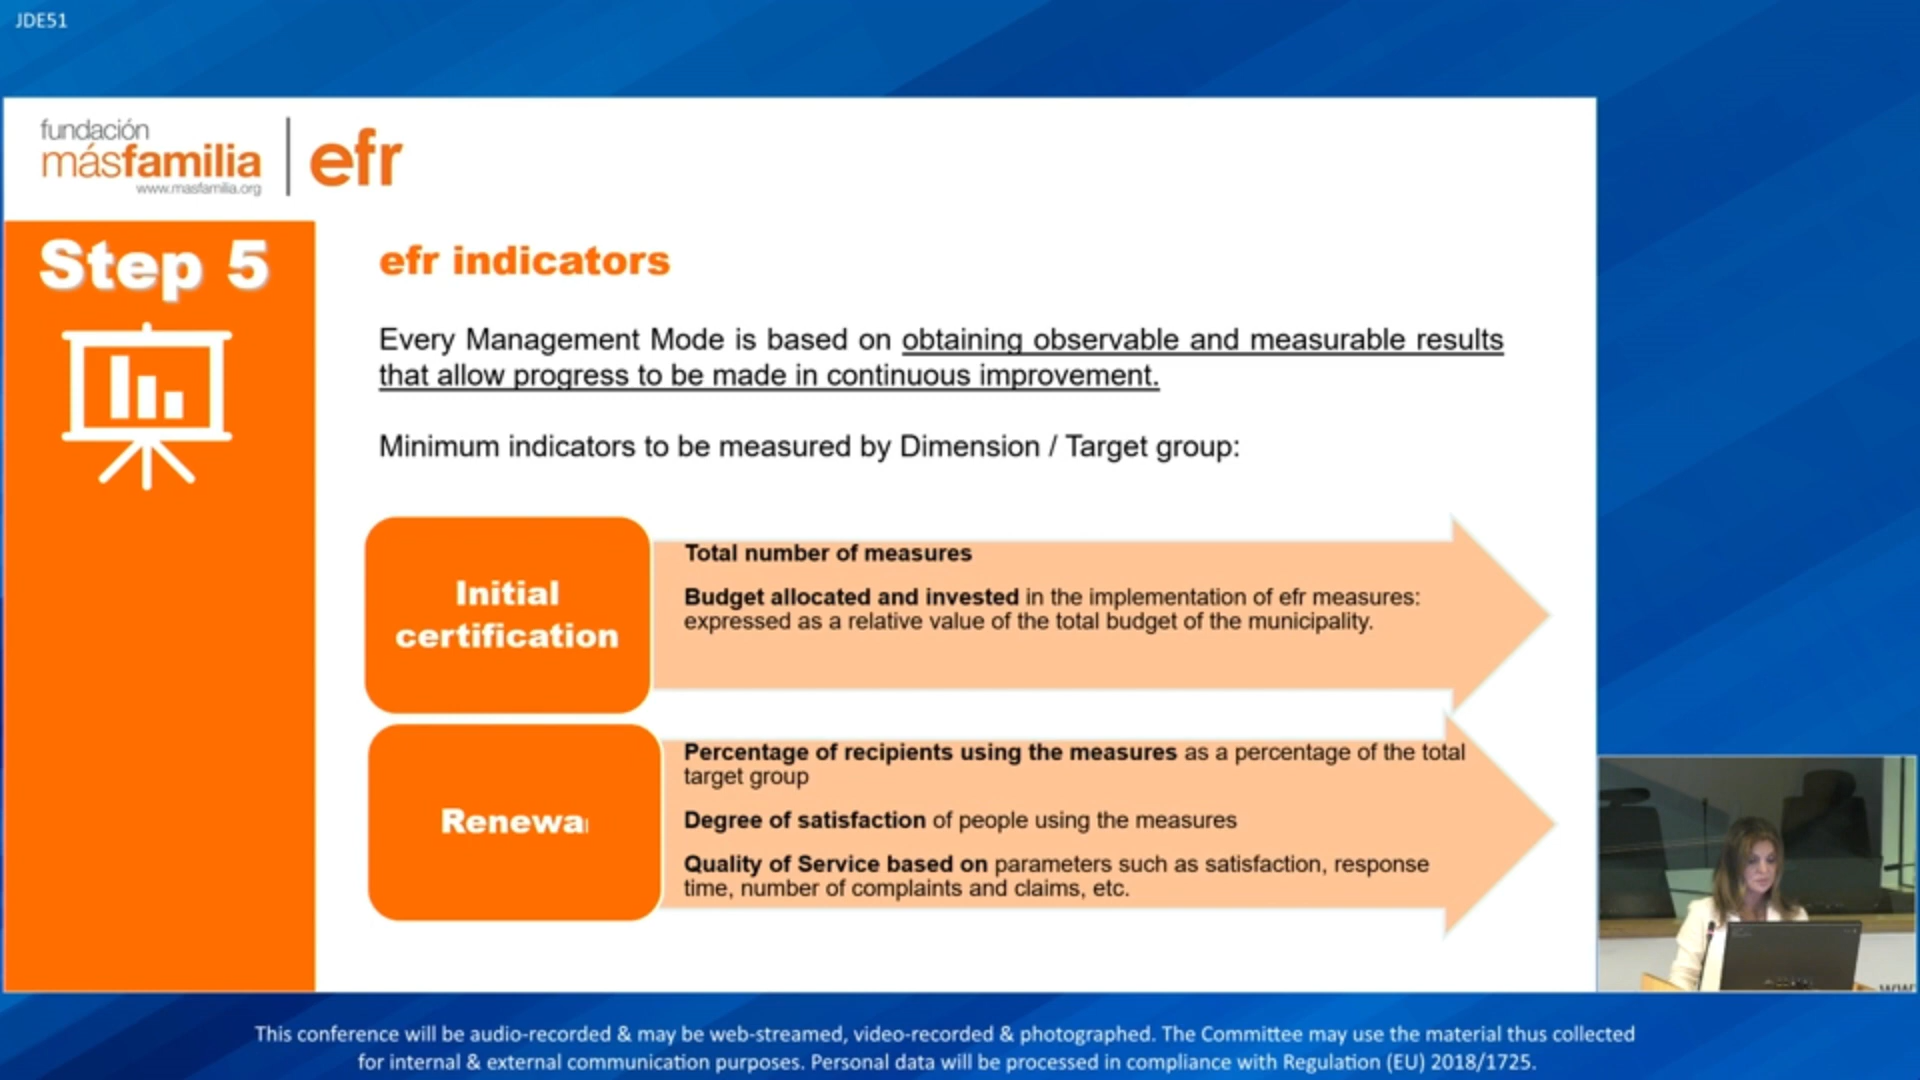 JDE51
fundación
másfamilia
www.masfamilia.org
efr
Step 5
efr indicators
Every Management Mode is based on obtaining observable and measurable results
that allow progress to be made in continuous improvement.
Minimum indicators to be measured by Dimension / Target group:
Initial
certification
Total number of measures
Budget allocated and invested in the implementation of efr measures:
expressed as a relative value of the total budget of the municipality.
Renewal
Percentage of recipients using the measures as a percentage of the total
target group
Degree of satisfaction of people using the measures
Quality of Service based on parameters such as satisfaction, response
time, number of complaints and claims, etc.
This conference will be audio-recorded & may be web-streamed, video-recorded & photographed. The Committee may use the material thus collected
for internal & external communication purposes. Personal data will be processed in compliance with Regulation (EU) 2018/1725.